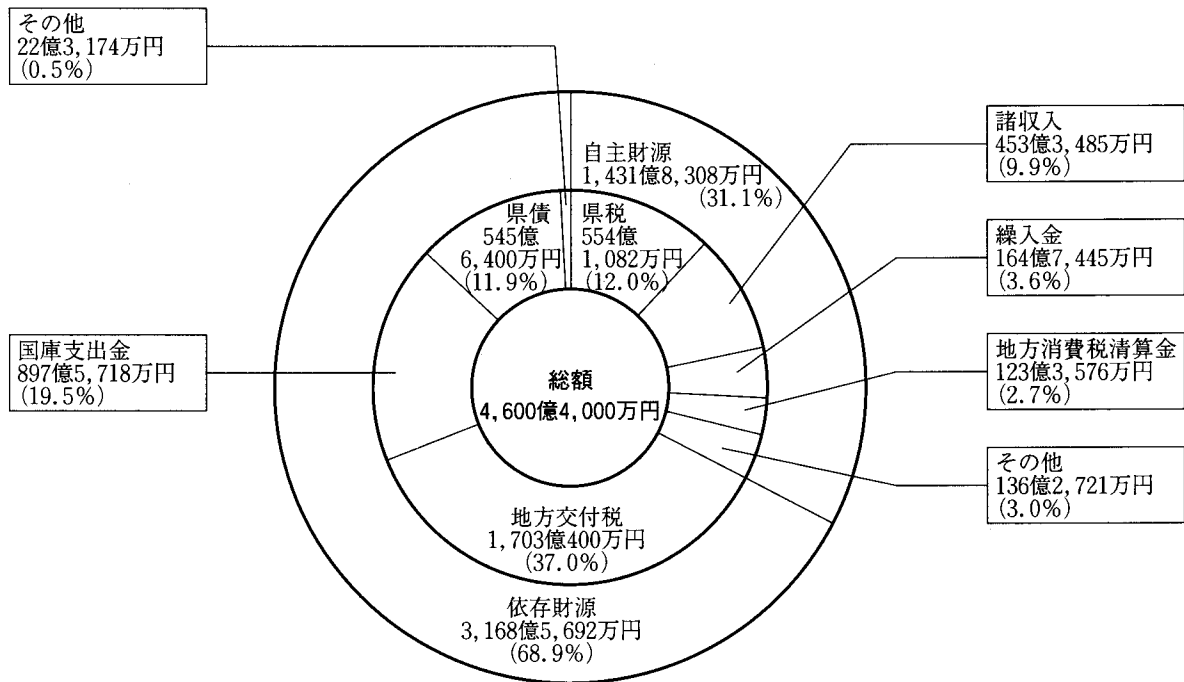 その他
22億3,174万円
(0.5%)
自主財源
1,431億8,308万円
(31.1%)
諸収入
453億3,485万円
(9.9%)
県債
545億
6,400万円
(11.9%)
県税
554億
1,082万円
(12.0%)
繰入金
164億7,445万円
(3.6%)
国庫支出金
897億5,718万円
(19.5%)
総額
4,600億4,000万円
地方消費税清算金
123億3,576万円
(2.7%)
その他
136億2,721万円
(3.0%)
地方交付税
1,703億400万円
(37.0%)
依存財源
3,168億5,692万円
(68.9%)